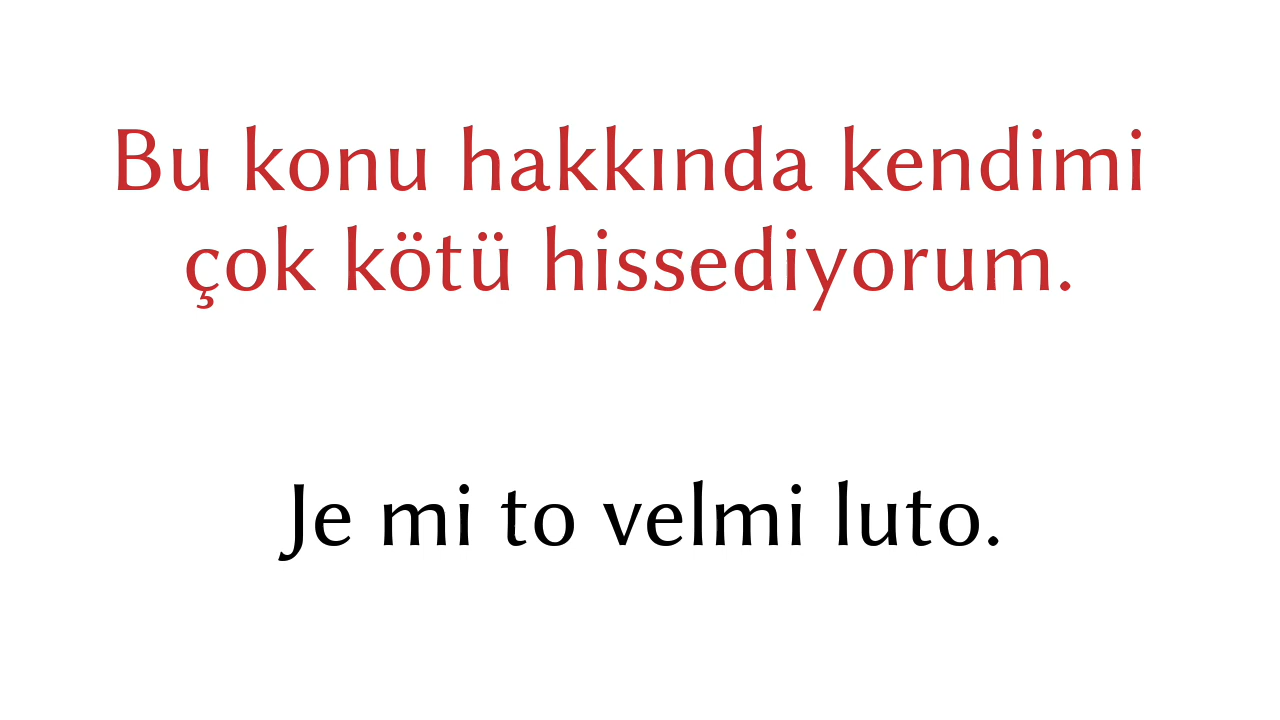 Bu konu hakkında kendimi
çok kötü hissediyorum.
Je mi to velmi luto.